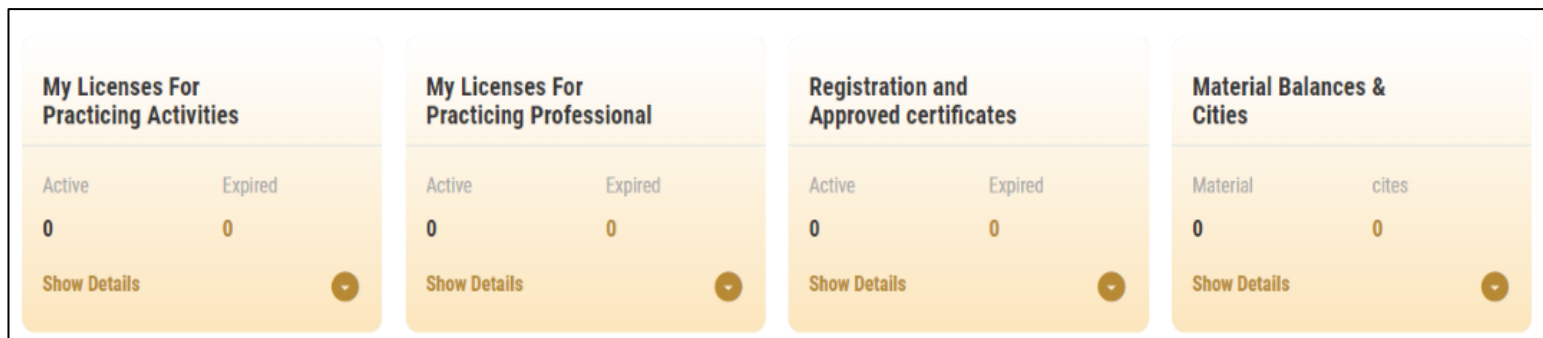 My Licenses For
Practicing Activities
Active Expired
0 0
Show Details
My Licenses For
Practicing Professional
Active Expired
0 0
Show Details
Registration and
Approved certificates
Active Expired
0 0
Show Details
Material Balances &
Cities
Material cites
0 0
Show Details